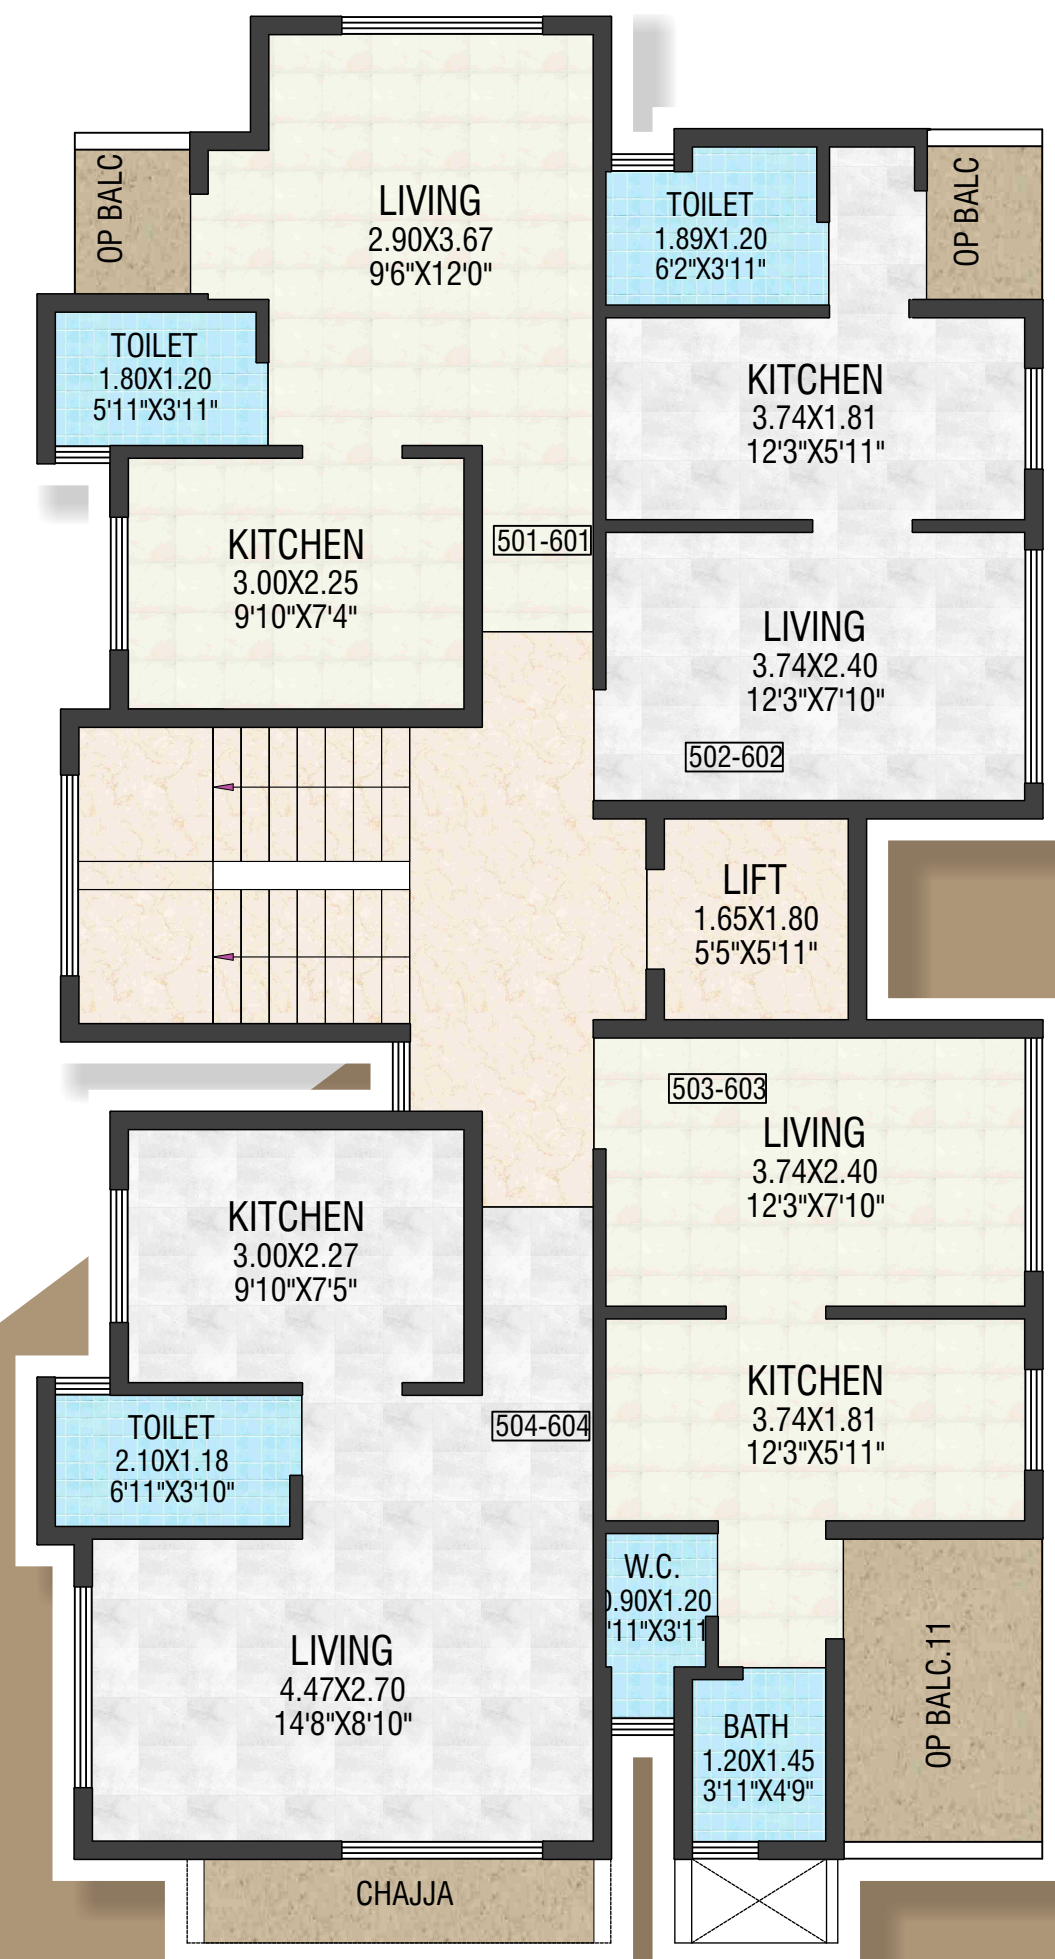 OP BALC
LIVING
2.90X3.67
9'6"X12'0"
TOILET
1.89X1.20
6'2"X3'11"
OP BALC
TOILET
1.80X1.20
5'11"X3'11"
KITCHEN
3.74X1.81
12'3"X5'11"
KITCHEN
3.00X2.25
9'10"X7'4"
501-601
LIVING
3.74X2.40
12'3"X7'10"
502-602
LIFT
1.65X1.80
5'5"X5'11"
503-603
LIVING
3.74X2.40
12'3"X7'10"
KITCHEN
3.00X2.27
9'10"X7'5"
KITCHEN
3.74X1.81
12'3"X5'11"
504-604
TOILET
2.10X1.18
6'11"X3'10"
W.C.
.90X1.20
'11"X3'11
LIVING
4.47X2.70
14'8"X8'10"
OP BALC.11
BATH
1.20X1.45
3'11"X4'9"
CHAJJA